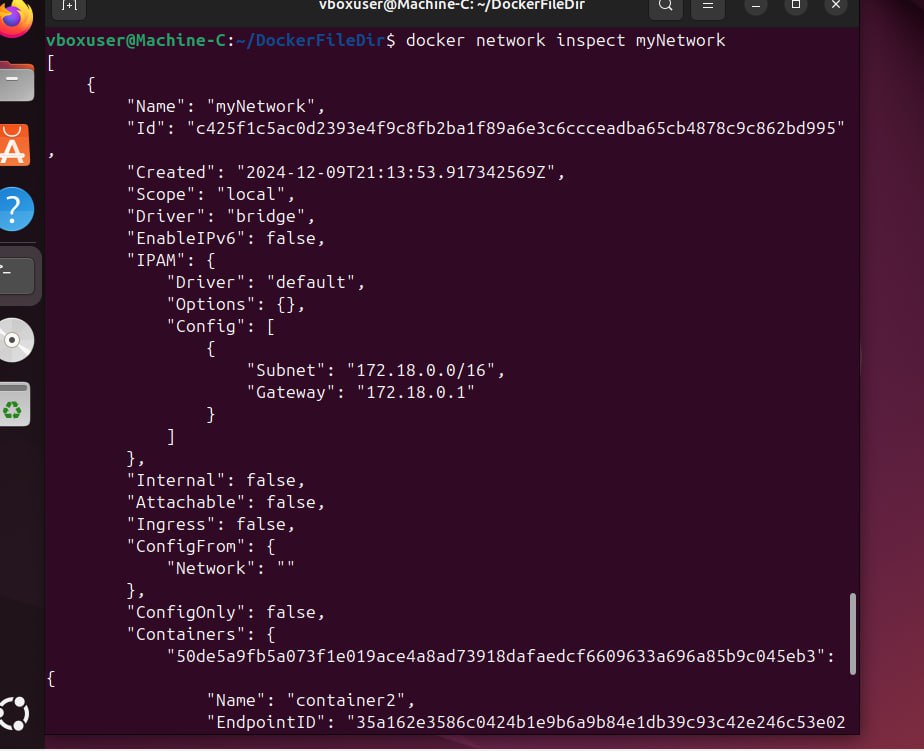 vboxuser@Machine-C: ~/DockerFileDir
vboxuser@Machine-C:~/DockerFileDir$ docker network inspect myNetwork
[
    {
        "Name": "myNetwork",
        "Id": "c425f1c5ac0d2393e4f9c8fb2ba1f89a6e3c6ccceadba65cb4878c9c862bd995"
,
        "Created": "2024-12-09T21:13:53.917342569Z",
        "Scope": "local",
        "Driver": "bridge",
        "EnableIPv6": false,
        "IPAM": {
            "Driver": "default",
            "Options": {},
            "Config": [
                {
                    "Subnet": "172.18.0.0/16",
                    "Gateway": "172.18.0.1"
                }
            ]
        },
        "Internal": false,
        "Attachable": false,
        "Ingress": false,
        "ConfigFrom": {
            "Network": ""
        },
        "ConfigOnly": false,
        "Containers": {
            "50de5a9fb5a073f1e019ace4a8ad73918dafaedcf6609633a696a85b9c045eb3":
{
                "Name": "container2",
                "EndpointID": "35a162e3586c0424b1e9b6a9b84e1db39c93c42e246c53e02